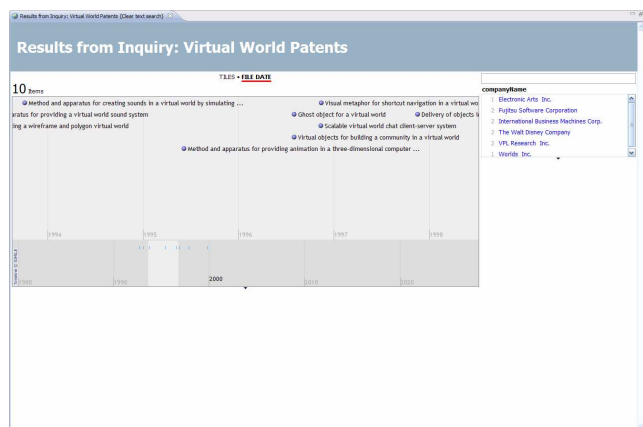 Results from Inquiry: Virtual World Patents (Clear text search)
Results from Inquiry: Virtual World Patents
TILES • FILE DATE
10 Items
Method and apparatus for creating sounds in a virtual world by simulating ...
Visual metaphor for shortcut navigation in a virtual wo
ratus for providing a virtual world sound system
Ghost object for a virtual world
Delivery of objects i
ing a wireframe and polygon virtual world
Scalable virtual world chat client-server system
Virtual objects for building a community in a virtual world
Method and apparatus for providing animation in a three-dimensional computer ...
1994 1995 1996 1997 1998
Timeline © SIMILE
1980 1990 2000 2010 2020
companyName
1 Electronic Arts Inc.
2 Fujitsu Software Corporation
2 International Business Machines Corp.
2 The Walt Disney Company
2 VPL Research Inc.
1 Worlds Inc.